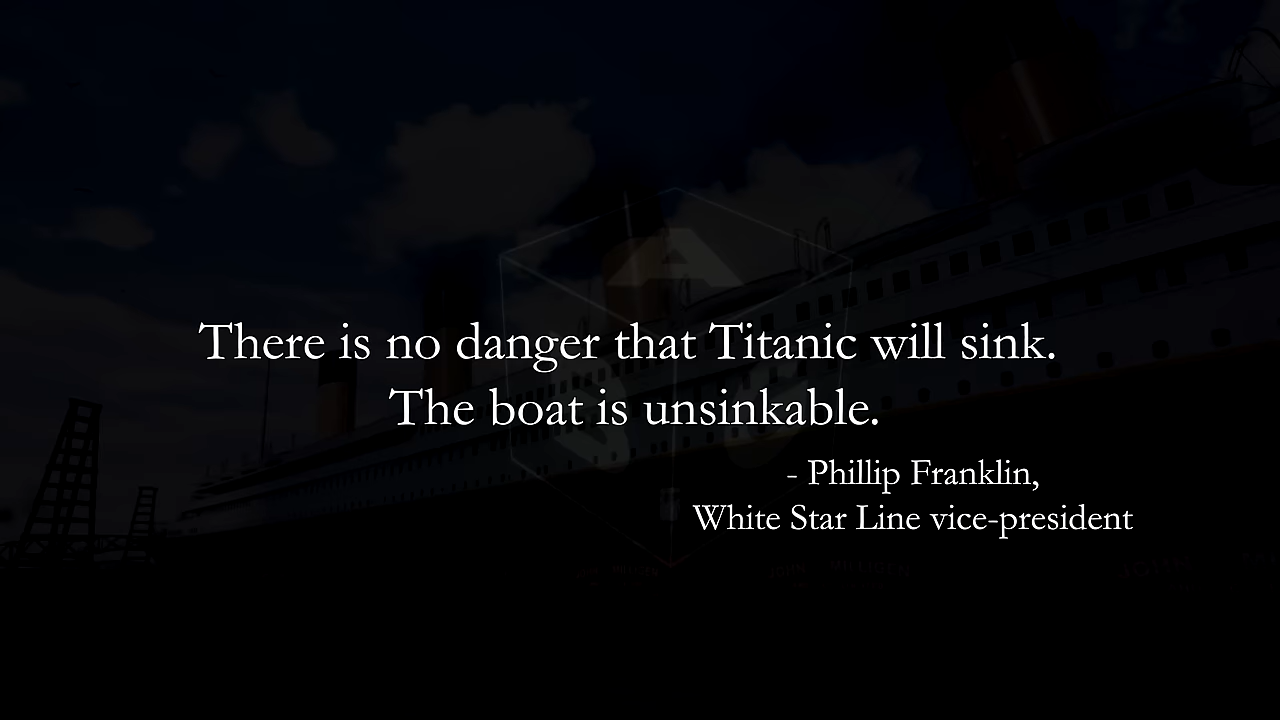 There is no danger that Titanic will sink.
The boat is unsinkable.
- Phillip Franklin,
White Star Line vice-president